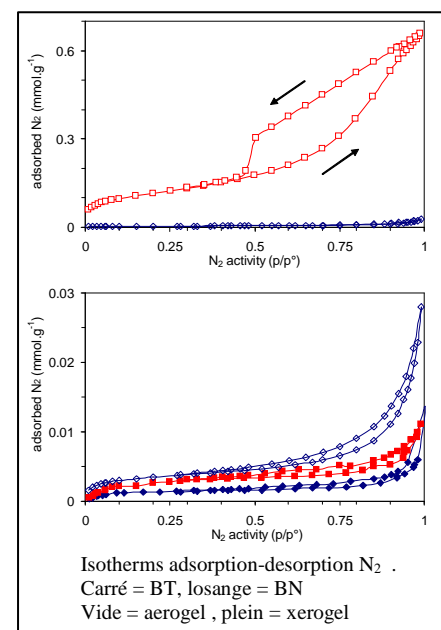 adsorbed N₂ (mmol.g⁻¹)
0.6
0.3
0
0 0.25 0.5 0.75 1
N₂ activity (p/p°)
adsorbed N₂ (mmol.g⁻¹)
0.03
0.02
0.01
0
0 0.25 0.5 0.75 1
N₂ activity (p/p°)
Isotherms adsorption-desorption N₂ .
Carré = BT, losange = BN
Vide = aerogel , plein = xerogel